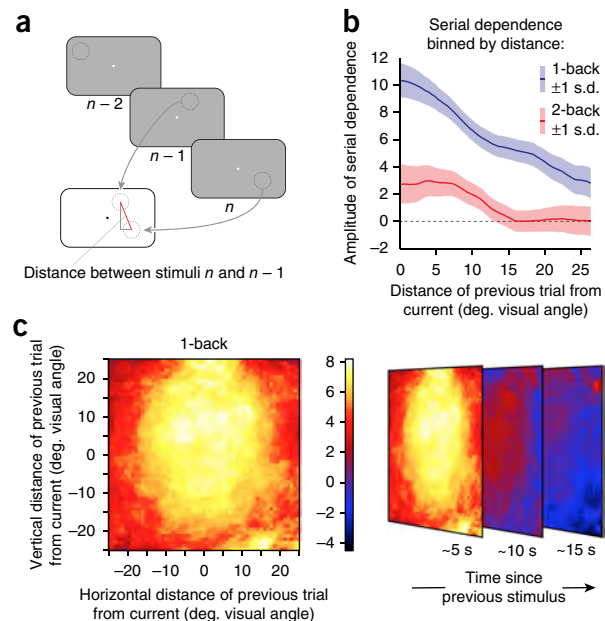 a
n − 2
n − 1
n
Distance between stimuli n and n − 1
b
Serial dependence
binned by distance:
1-back
±1 s.d.
2-back
±1 s.d.
Amplitude of serial dependence
12
10
8
6
4
2
0
−2
0 5 10 15 20 25
Distance of previous trial from
current (deg. visual angle)
c
1-back
Vertical distance of previous trial
from current (deg. visual angle)
20
10
0
−10
−20
−20 −10 0 10 20
Horizontal distance of previous trial
from current (deg. visual angle)
8
6
4
2
0
−2
−4
~5 s ~10 s ~15 s
Time since
previous stimulus